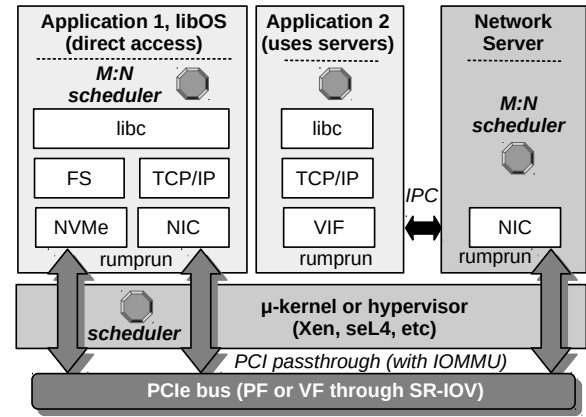 Application 1, libOS
(direct access)
M:N
scheduler
libc
FS
TCP/IP
NVMe
NIC
rumprun
Application 2
(uses servers)
libc
TCP/IP
VIF
rumprun
IPC
Network
Server
M:N
scheduler
NIC
rumprun
scheduler
µ-kernel or hypervisor
(Xen, seL4, etc)
PCI passthrough (with IOMMU)
PCIe bus (PF or VF through SR-IOV)